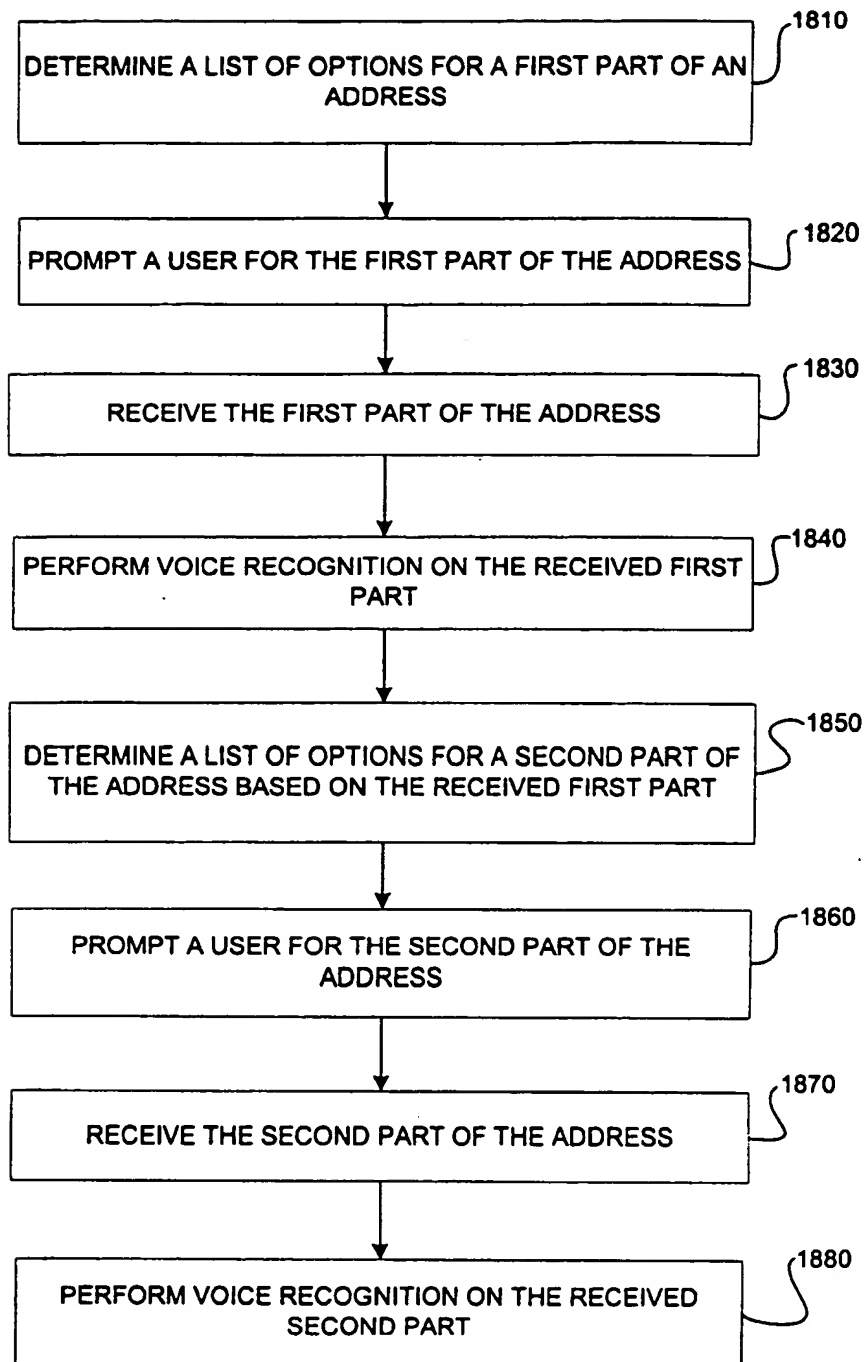 1810
DETERMINE A LIST OF OPTIONS FOR A FIRST PART OF AN
ADDRESS
1820
PROMPT A USER FOR THE FIRST PART OF THE ADDRESS
1830
RECEIVE THE FIRST PART OF THE ADDRESS
1840
PERFORM VOICE RECOGNITION ON THE RECEIVED FIRST
PART
1850
DETERMINE A LIST OF OPTIONS FOR A SECOND PART OF
THE ADDRESS BASED ON THE RECEIVED FIRST PART
1860
PROMPT A USER FOR THE SECOND PART OF THE
ADDRESS
1870
RECEIVE THE SECOND PART OF THE ADDRESS
1880
PERFORM VOICE RECOGNITION ON THE RECEIVED
SECOND PART